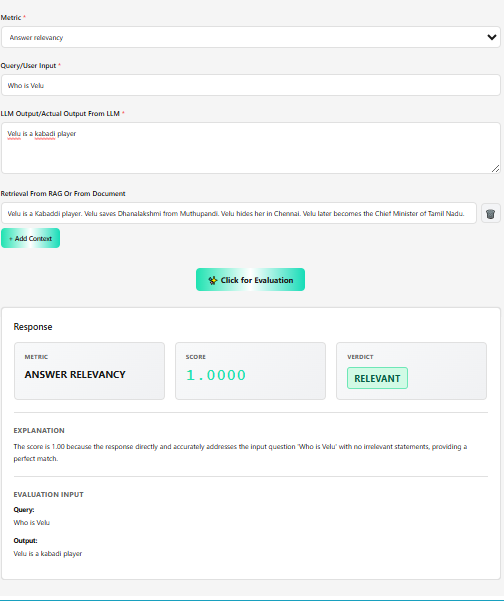 Metric *
Answer relevancy
Query/User Input *
Who is Velu
LLM Output/Actual Output From LLM *
Velu is a kabadi player
Retrieval From RAG Or From Document
Velu is a Kabaddi player. Velu saves Dhanalakshmi from Muthupandi. Velu hides her in Chennai. Velu later becomes the Chief Minister of Tamil Nadu.
+ Add Context
Click for Evaluation
Response
METRIC
ANSWER RELEVANCY
SCORE
1.0000
VERDICT
RELEVANT
EXPLANATION
The score is 1.00 because the response directly and accurately addresses the input question 'Who is Velu' with no irrelevant statements, providing a
perfect match.
EVALUATION INPUT
Query:
Who is Velu
Output:
Velu is a kabadi player